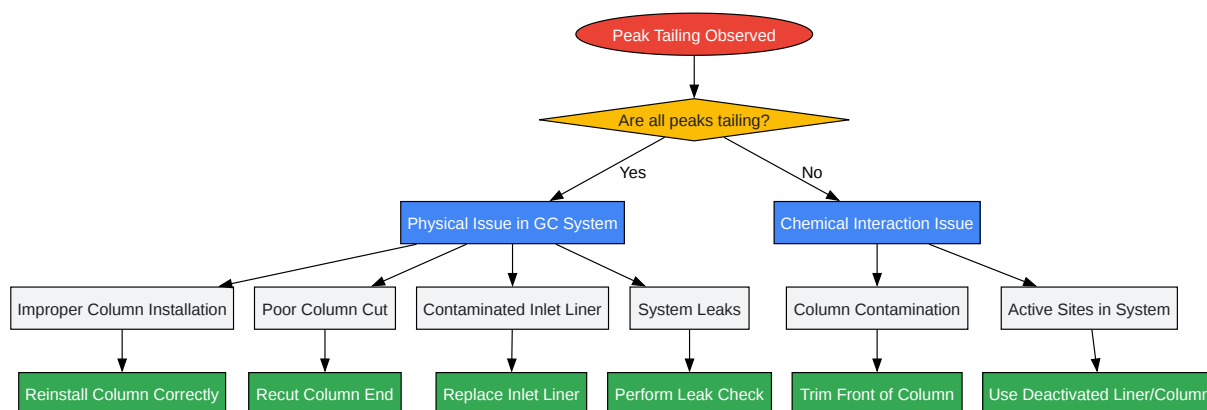 Peak Tailing Observed
Are all peaks tailing?
Yes
No
Physical Issue in GC System
Chemical Interaction Issue
Improper Column Installation
Poor Column Cut
Contaminated Inlet Liner
System Leaks
Column Contamination
Active Sites in System
Reinstall Column Correctly
Recut Column End
Replace Inlet Liner
Perform Leak Check
Trim Front of Column
Use Deactivated Liner/Column